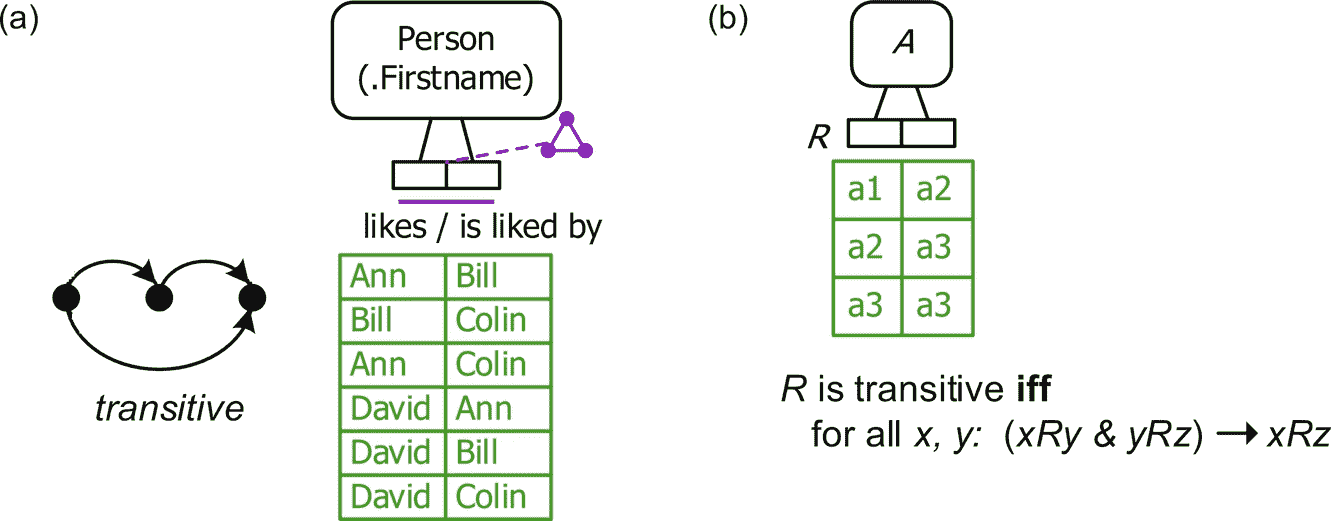 (a)
Person
(.Firstname)
likes / is liked by
Ann Bill
Bill Colin
Ann Colin
David Ann
David Bill
David Colin
transitive
(b)
A
R
a1 a2
a2 a3
a3 a3
R is transitive iff
for all x, y: (xRy & yRz) → xRz